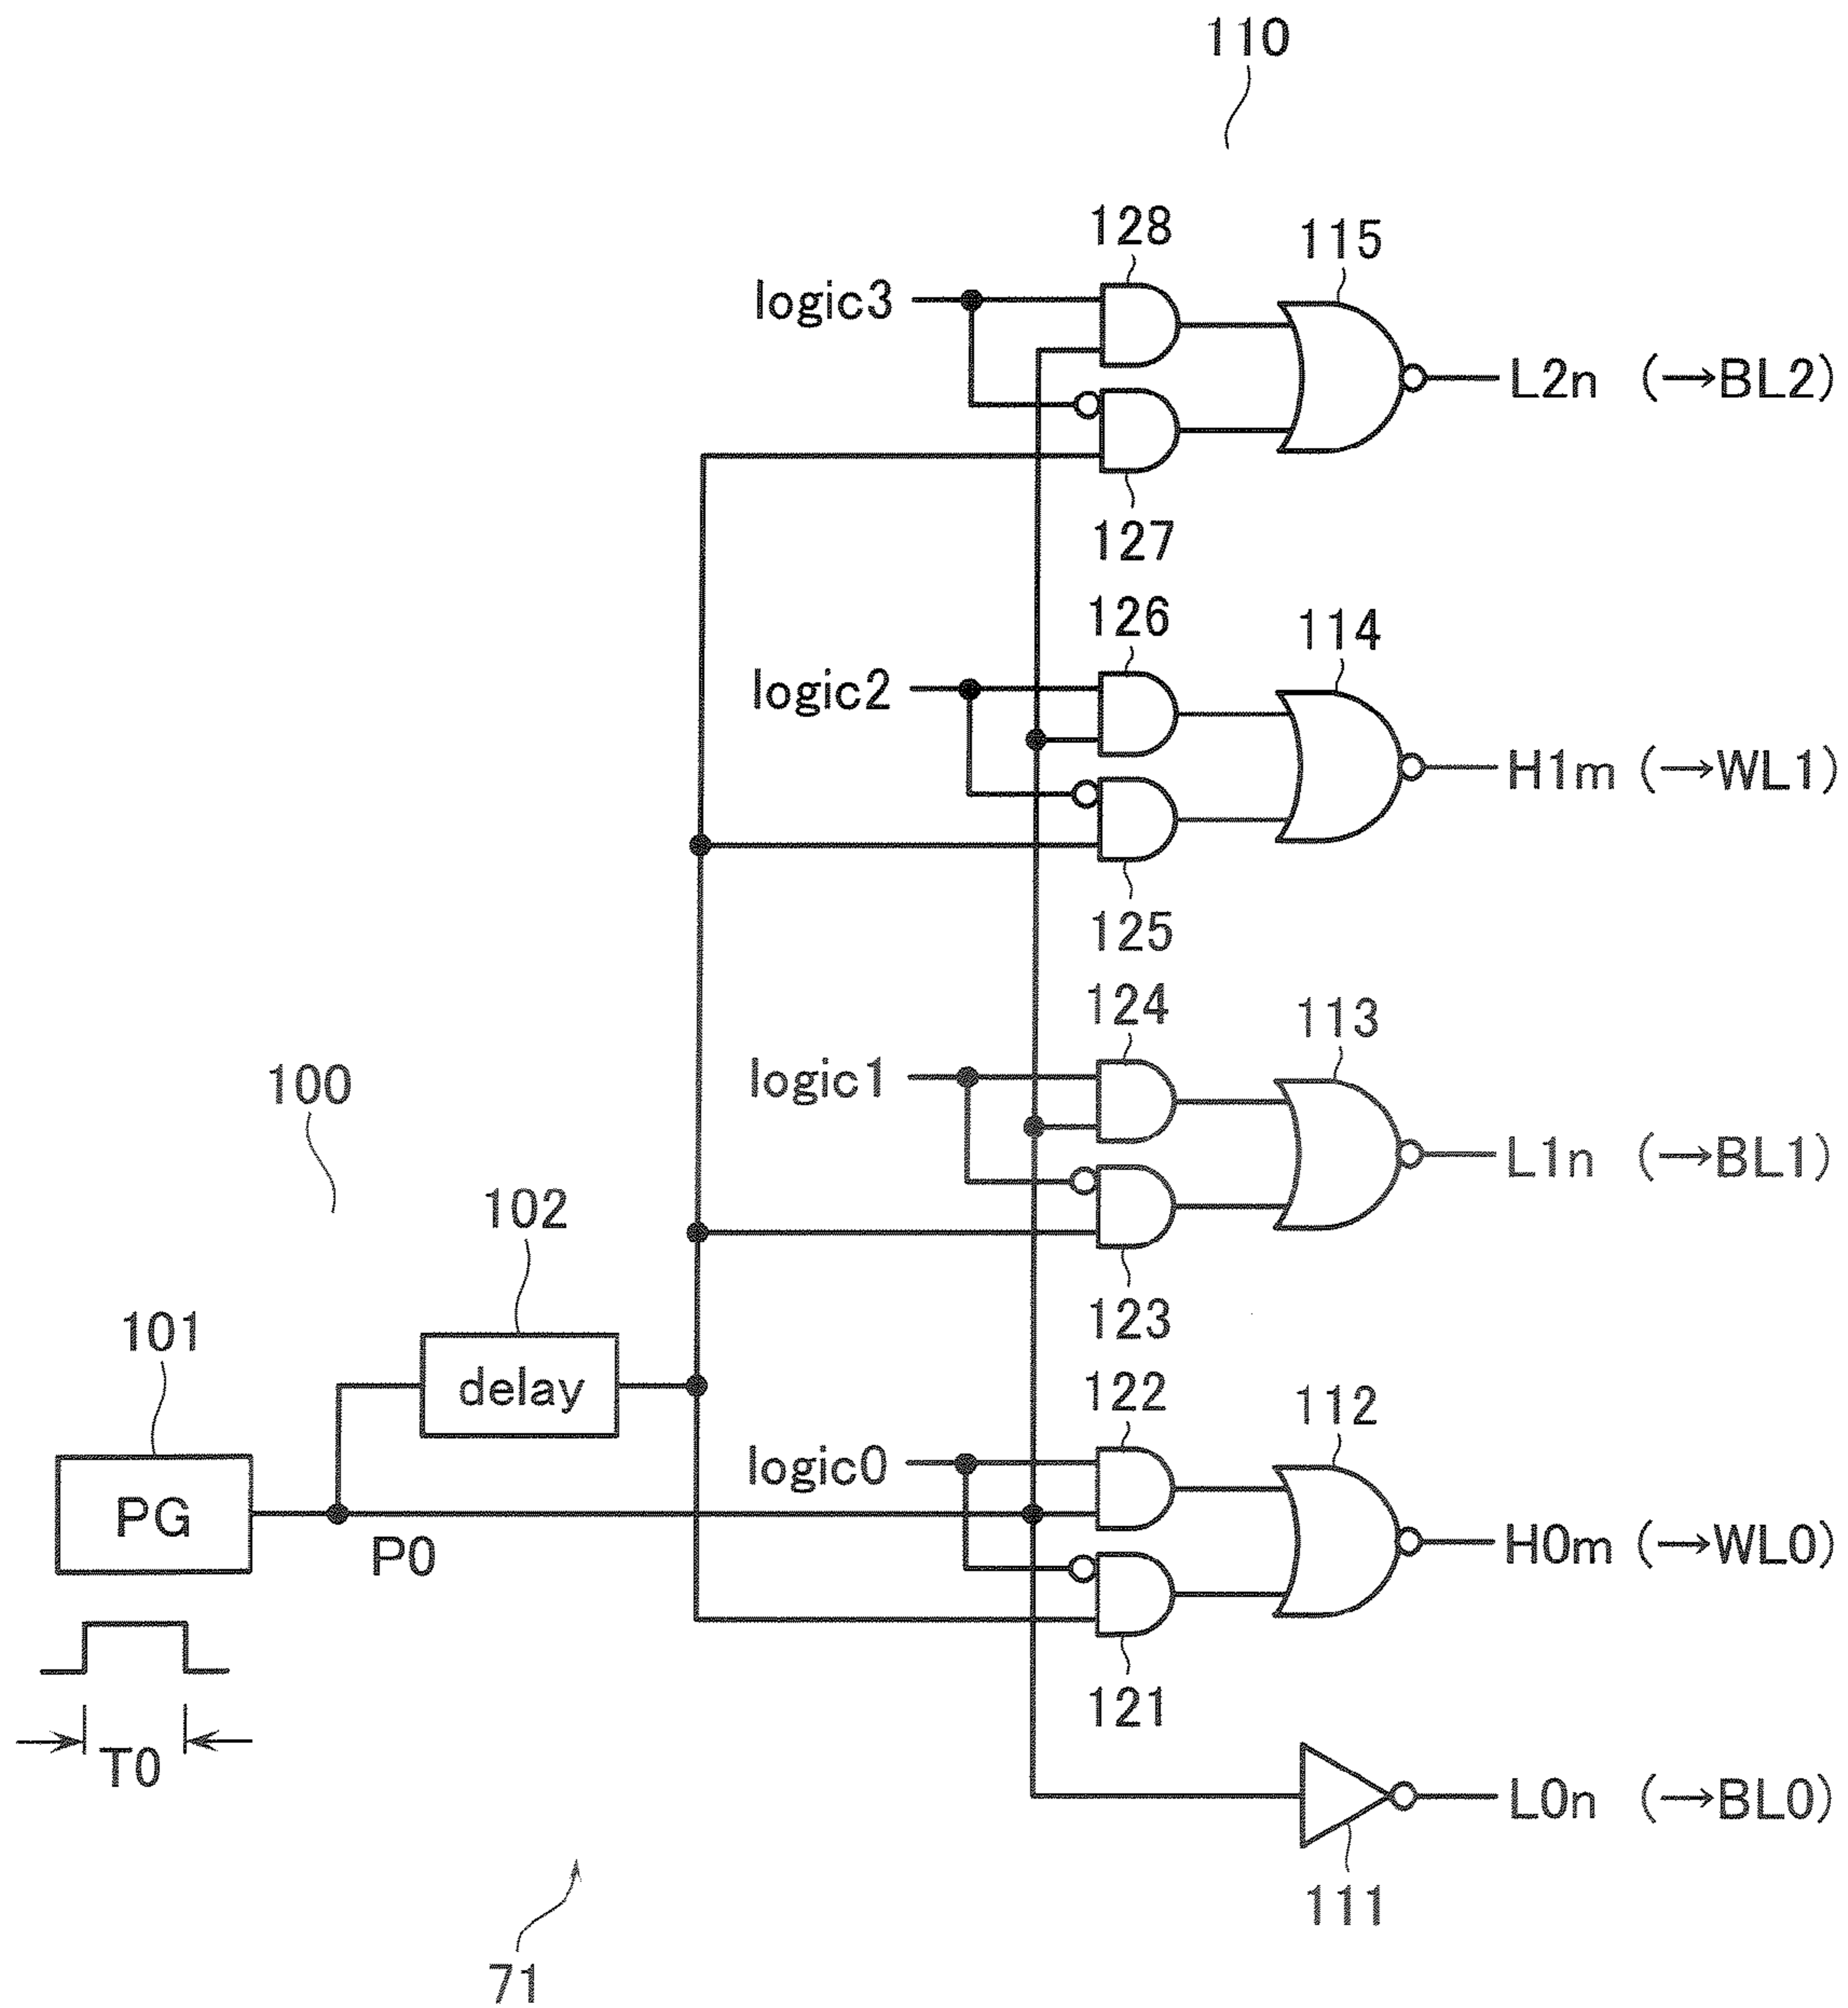 110
128
115
logic3
L2n (→BL2)
127
126
114
logic2
H1m (→WL1)
125
124
113
logic1
L1n (→BL1)
100
102
123
101
delay
122
112
logic0
PG
P0
H0m (→WL0)
121
T0
L0n (→BL0)
111
71